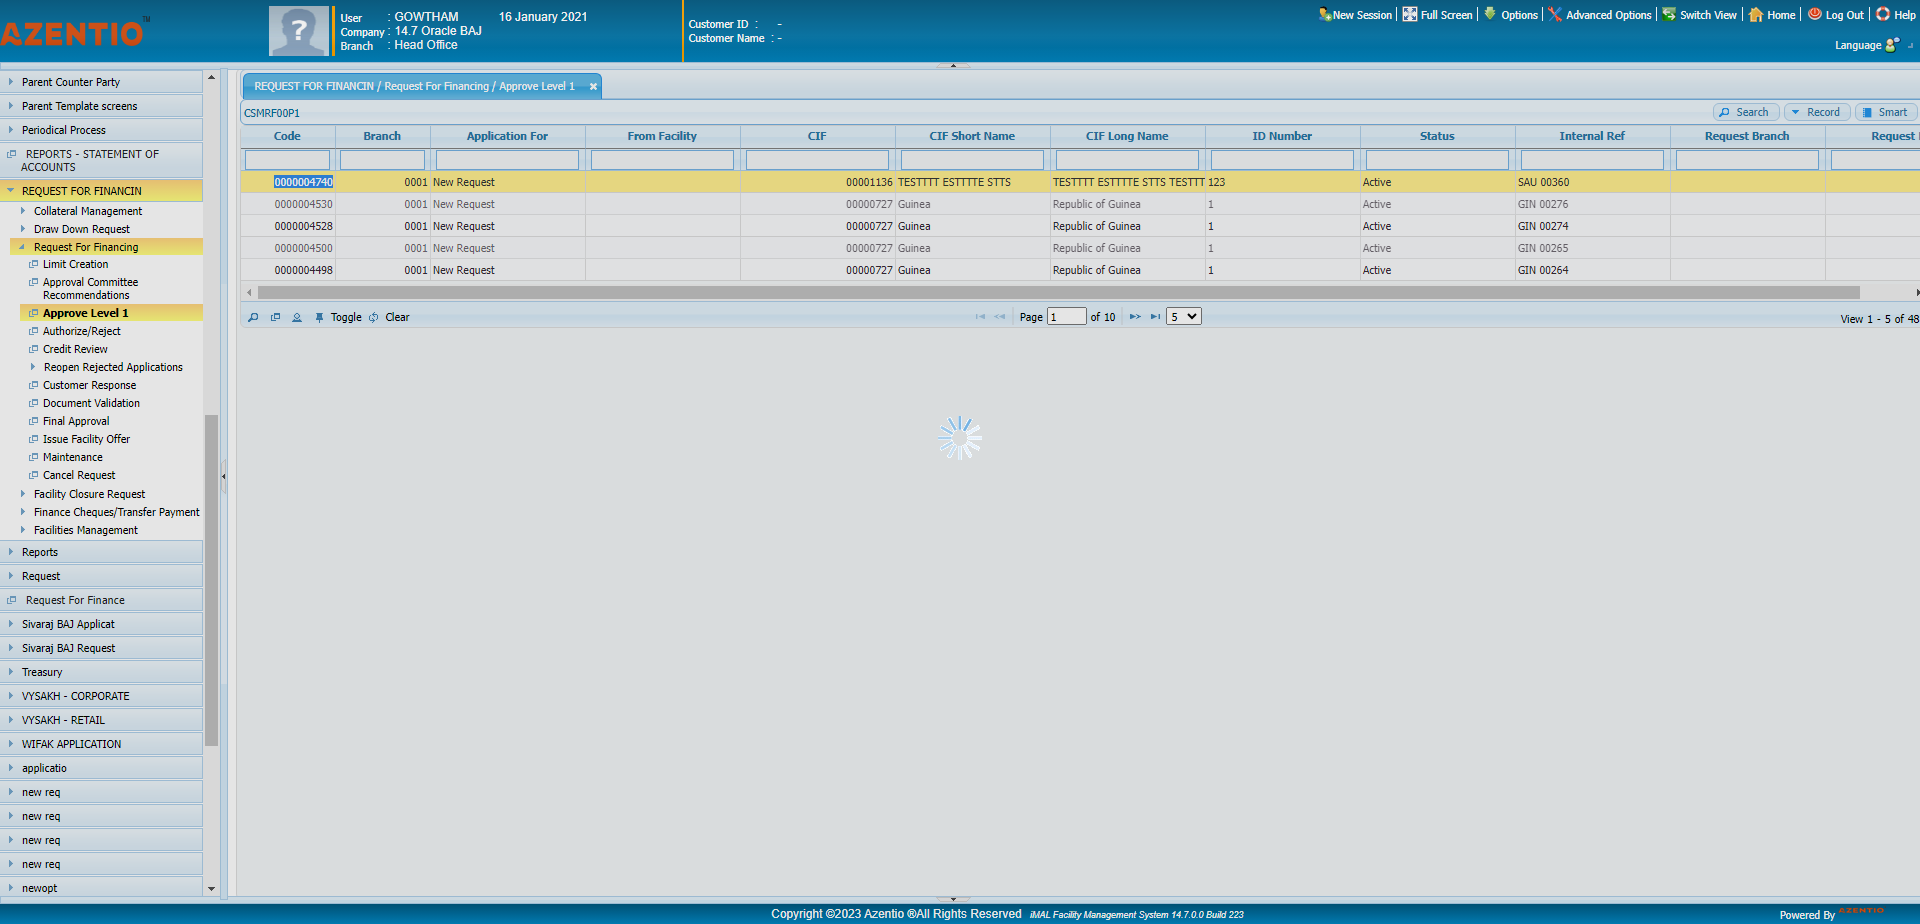 AZENTIO™
User : GOWTHAM 16 January 2021
Company : 14.7 Oracle BAJ
Branch : Head Office
Customer ID : -
Customer Name : -
New Session Full Screen Options Advanced Options Switch View Home Log Out Help
Language
Parent Counter Party
Parent Template screens
Periodical Process
REPORTS - STATEMENT OF
ACCOUNTS
REQUEST FOR FINANCIN
Collateral Management
Draw Down Request
Request For Financing
Limit Creation
Approval Committee
Recommendations
Approve Level 1
Authorize/Reject
Credit Review
Reopen Rejected Applications
Customer Response
Document Validation
Final Approval
Issue Facility Offer
Maintenance
Cancel Request
Facility Closure Request
Finance Cheques/Transfer Payment
Facilities Management
Reports
Request
Request For Finance
Sivaraj BAJ Applicat
Sivaraj BAJ Request
Treasury
VYSAKH - CORPORATE
VYSAKH - RETAIL
WIFAK APPLICATION
applicatio
new req
new req
new req
new req
newopt
REQUEST FOR FINANCIN / Request For Financing / Approve Level 1
CSMRF00P1
Search Record Smart
Code Branch Application For From Facility CIF CIF Short Name CIF Long Name ID Number Status Internal Ref Request Branch Request
0000004740 0001 New Request 00001136 TESTTTT ESTTTTE STTS TESTTTT ESTTTTE STTS TESTTT 123 Active SAU 00360
0000004530 0001 New Request 00000727 Guinea Republic of Guinea 1 Active GIN 00276
0000004528 0001 New Request 00000727 Guinea Republic of Guinea 1 Active GIN 00274
0000004500 0001 New Request 00000727 Guinea Republic of Guinea 1 Active GIN 00265
0000004498 0001 New Request 00000727 Guinea Republic of Guinea 1 Active GIN 00264
Toggle Clear Page 1 of 10 5 View 1 - 5 of 48
Copyright ©2023 Azentio ®All Rights Reserved iMAL Facility Management System 14.7.0.0 Build 223
Powered By AZENTIO